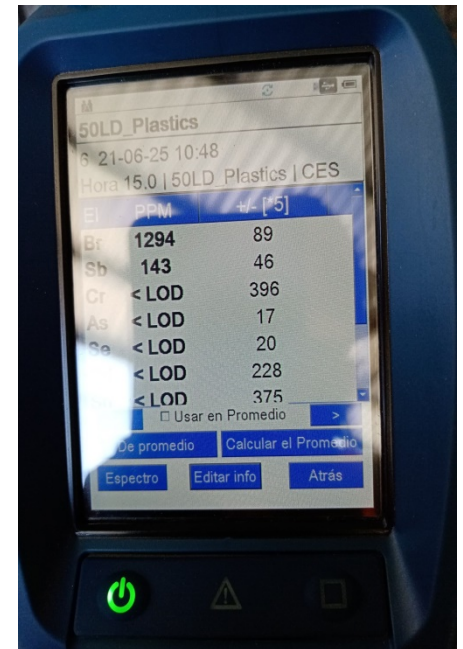 50LD_Plastics
6 21-06-25 10:48
Hora 15.0 | 50LD_Plastics | CES
El PPM +/- [*5]
Br 1294 89
Sb 143 46
Cr < LOD 396
As < LOD 17
Se < LOD 20
< LOD 228
< LOD 375
Usar en Promedio >
De promedio Calcular el Promedio
Espectro Editar info Atrás